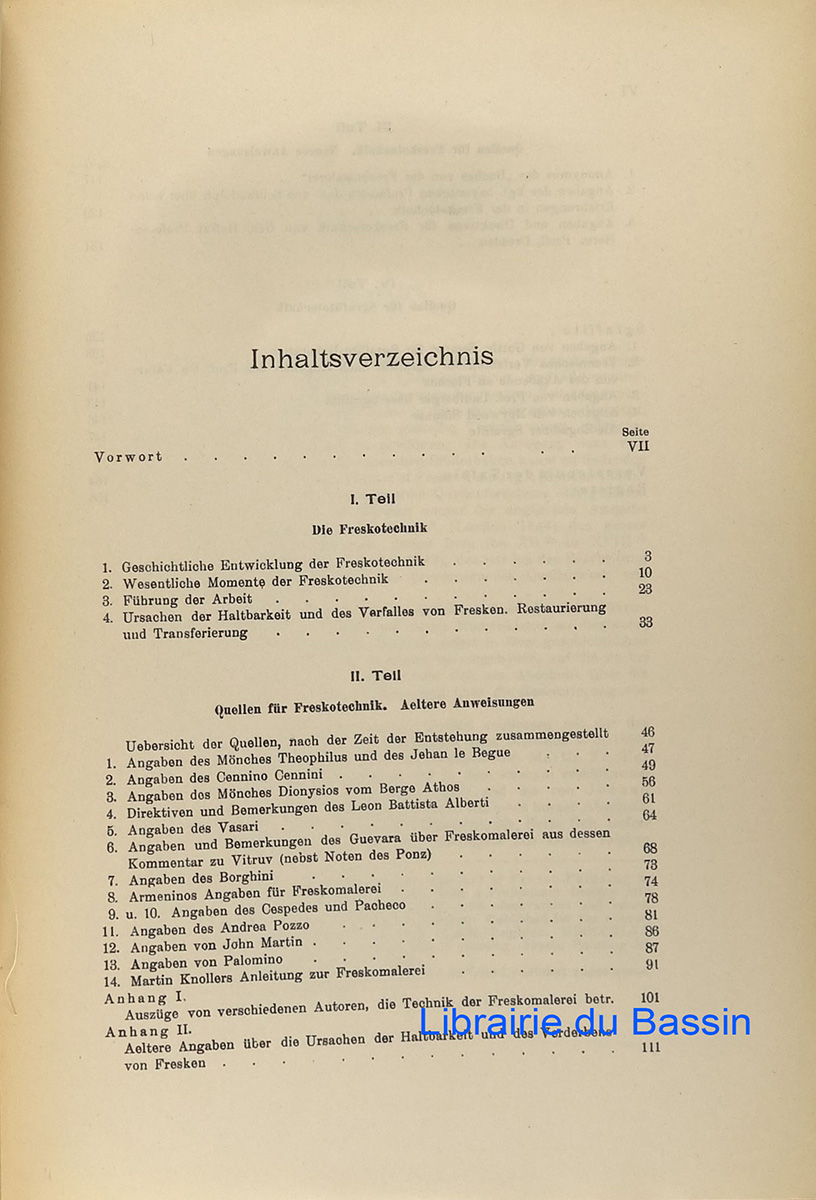 Inhaltsverzeichnis
Seite
Vorwort . . . . . . . . . . . . . VII
I. Teil
Die Freskotechnik
1. Geschichtliche Entwicklung der Freskotechnik . . . . . . 3
2. Wesentliche Momente der Freskotechnik . . . . . . . 10
3. Führung der Arbeit . . . . . . . . . . . . 23
4. Ursachen der Haltbarkeit und des Verfalles von Fresken. Restaurierung
und Transferierung . . . . . . . . . . . . 33
II. Teil
Quellen für Freskotechnik. Aeltere Anweisungen
Uebersicht der Quellen, nach der Zeit der Entstehung zusammengestellt 46
1. Angaben des Mönches Theophilus und des Jehan le Begue . . . 47
2. Angaben des Cennino Cennini . . . . . . . . . . 49
3. Angaben des Mönches Dionysios vom Berge Athos . . . . . 56
4. Direktiven und Bemerkungen des Leon Battista Alberti . . . . 61
5. Angaben des Vasari . . . . . . . . . . . . 64
6. Angaben und Bemerkungen des Guevara über Freskomalerei aus dessen
Kommentar zu Vitruv (nebst Noten des Ponz) . . . . . . 68
7. Angaben des Borghini . . . . . . . . . . . 73
8. Armeninos Angaben für Freskomalerei . . . . . . . . 74
9. u. 10. Angaben des Cespedes und Pacheco . . . . . . . 78
11. Angaben des Andrea Pozzo . . . . . . . . . . 81
12. Angaben von John Martin . . . . . . . . . . . 86
13. Angaben von Palomino . . . . . . . . . . . 87
14. Martin Knollers Anleitung zur Freskomalerei . . . . . . 91
Anhang I.
Auszüge von verschiedenen Autoren, die Technik der Freskomalerei betr. 101
Anhang II.
Aeltere Angaben über die Ursachen der Haltbarkeit und des Verderbens
von Fresken . . . . . . . . . . . . . 111
Librairie du Bassin